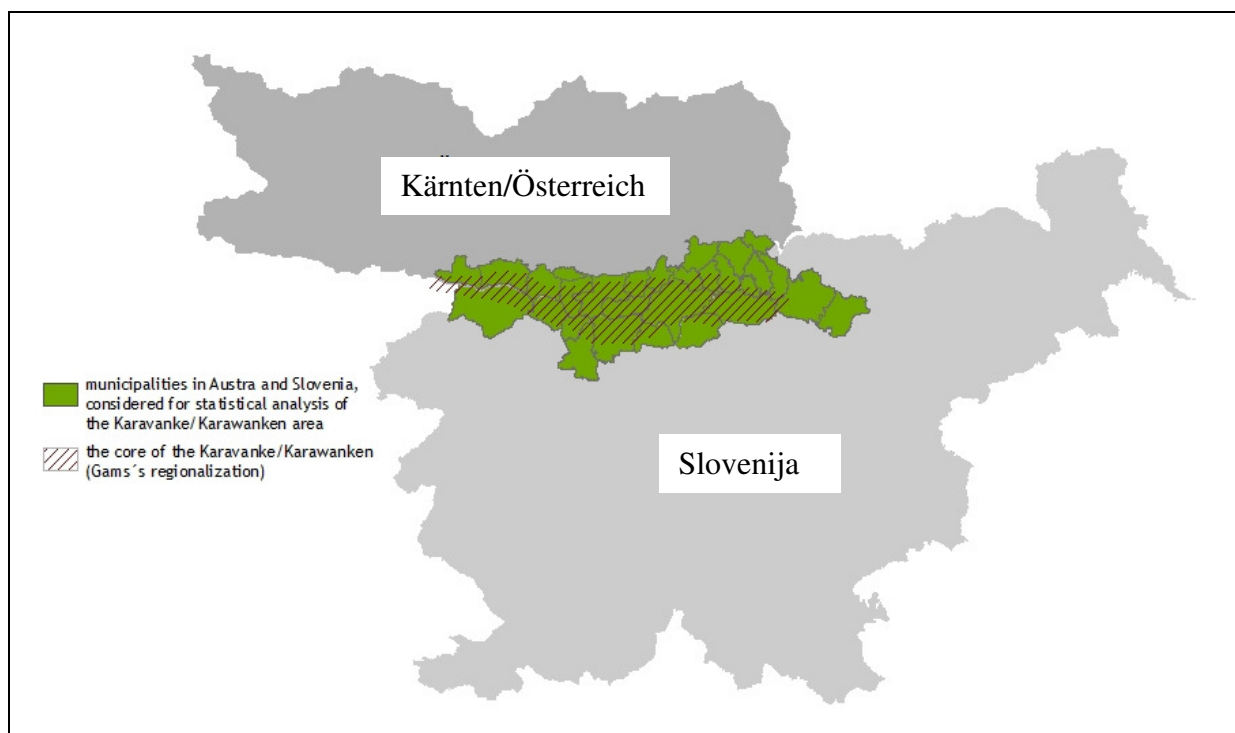 Kärnten/Österreich
municipalities in Austra and Slovenia,
considered for statistical analysis of
the Karavanke/Karawanken area
the core of the Karavanke/Karawanken
(Gams´s regionalization)
Slovenija